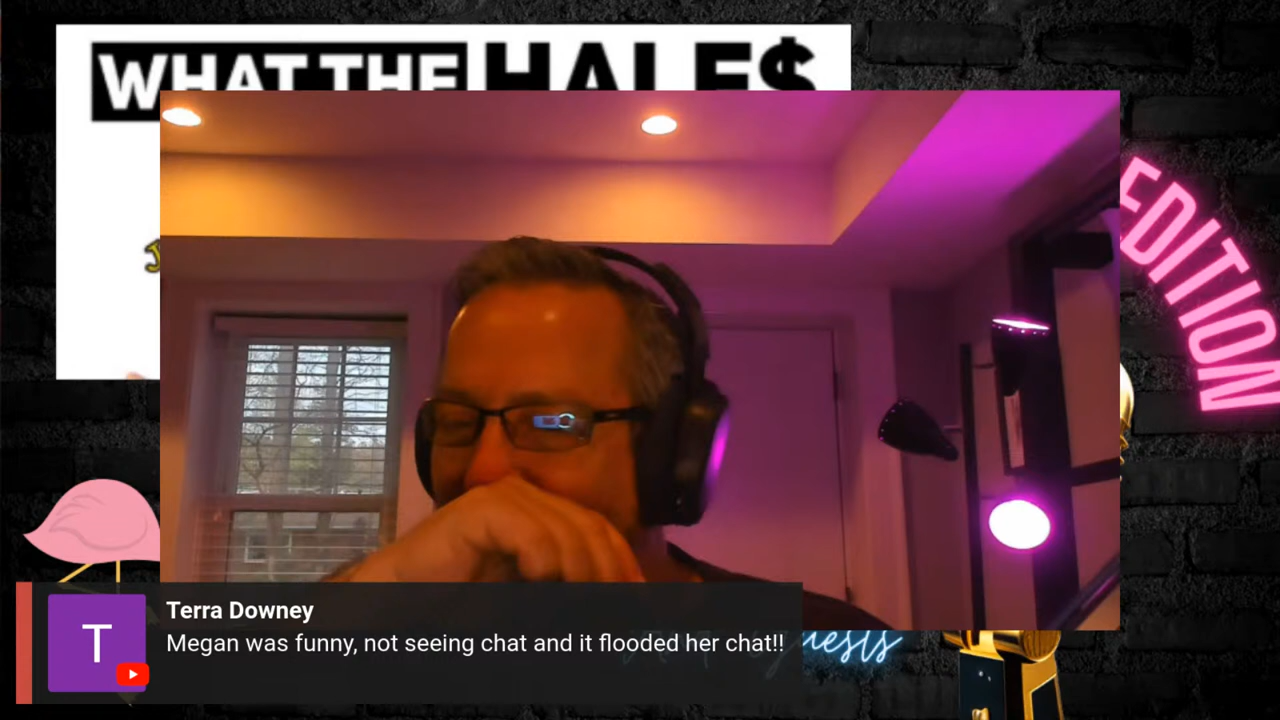 WHAT THE HALE$
EDITION
Terra Downey
T
Megan was funny, not seeing chat and it flooded her chat!!